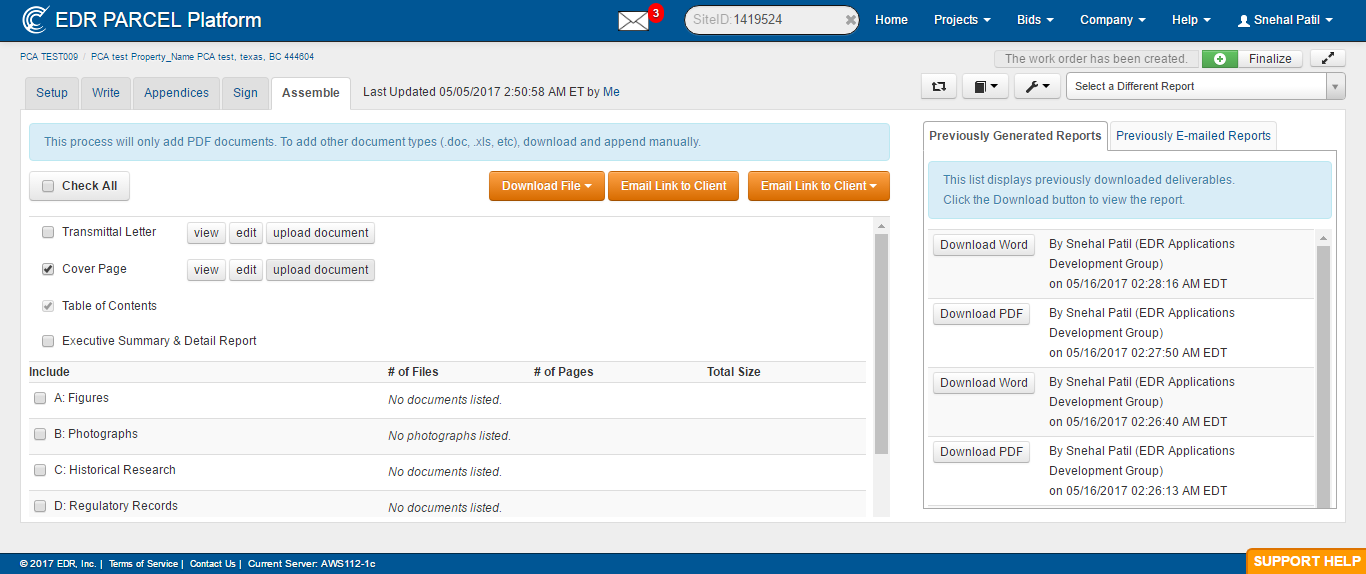 EDR PARCEL Platform
3
SiteID:1419524
Home
Projects
Bids
Company
Help
Snehal Patil
PCA TEST009 / PCA test Property_Name PCA test, texas, BC 444604
The work order has been created.
Finalize
Setup
Write
Appendices
Sign
Assemble
Last Updated 05/05/2017 2:50:58 AM ET by Me
Select a Different Report
This process will only add PDF documents. To add other document types (.doc, .xls, etc), download and append manually.
Check All
Download File
Email Link to Client
Email Link to Client
Transmittal Letter
view
edit
upload document
Cover Page
view
edit
upload document
Table of Contents
Executive Summary & Detail Report
Include
# of Files
# of Pages
Total Size
A: Figures
No documents listed.
B: Photographs
No photographs listed.
C: Historical Research
No documents listed.
D: Regulatory Records
No documents listed.
Previously Generated Reports
Previously E-mailed Reports
This list displays previously downloaded deliverables.
Click the Download button to view the report.
Download Word
By Snehal Patil (EDR Applications
Development Group)
on 05/16/2017 02:28:16 AM EDT
Download PDF
By Snehal Patil (EDR Applications
Development Group)
on 05/16/2017 02:27:50 AM EDT
Download Word
By Snehal Patil (EDR Applications
Development Group)
on 05/16/2017 02:26:40 AM EDT
Download PDF
By Snehal Patil (EDR Applications
Development Group)
on 05/16/2017 02:26:13 AM EDT
© 2017 EDR, Inc. | Terms of Service | Contact Us | Current Server: AWS112-1c
SUPPORT HELP